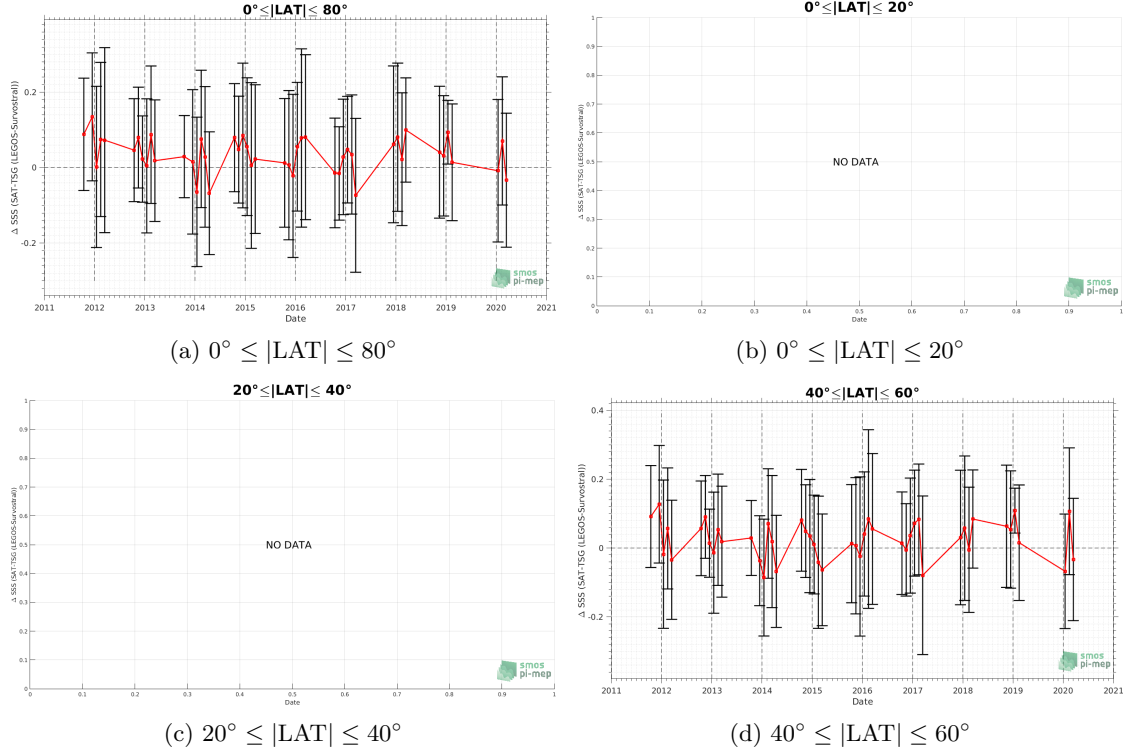 0°≤|LAT|≤ 80°
Δ SSS (SAT-TSG (LEGOS-Survostral))
0.2
0
-0.2
2011 2012 2013 2014 2015 2016 2017 2018 2019 2020 2021
Date
smos
pi-mep
(a) 0° ≤ |LAT| ≤ 80°
0°≤|LAT|≤ 20°
Δ SSS (SAT-TSG (LEGOS-Survostral))
1
0.9
0.8
0.7
0.6
0.5
0.4
0.3
0.2
0.1
0
NO DATA
0 0.1 0.2 0.3 0.4 0.5 0.6 0.7 0.8 0.9 1
Date
smos
pi-mep
(b) 0° ≤ |LAT| ≤ 20°
20°≤|LAT|≤ 40°
Δ SSS (SAT-TSG (LEGOS-Survostral))
1
0.9
0.8
0.7
0.6
0.5
0.4
0.3
0.2
0.1
0
NO DATA
0 0.1 0.2 0.3 0.4 0.5 0.6 0.7 0.8 0.9 1
Date
smos
pi-mep
(c) 20° ≤ |LAT| ≤ 40°
40°≤|LAT|≤ 60°
Δ SSS (SAT-TSG (LEGOS-Survostral))
0.4
0.2
0
-0.2
2011 2012 2013 2014 2015 2016 2017 2018 2019 2020 2021
Date
smos
pi-mep
(d) 40° ≤ |LAT| ≤ 60°